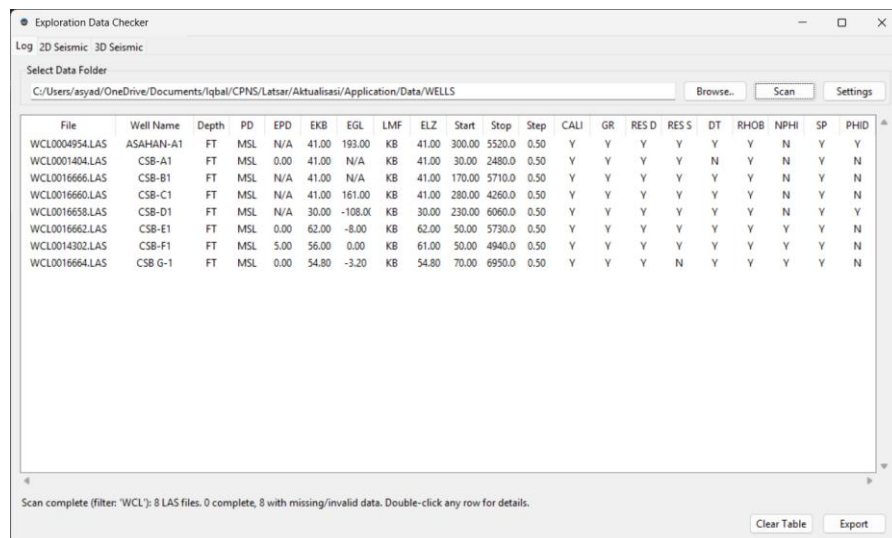 Exploration Data Checker
Log 2D Seismic 3D Seismic
Select Data Folder
C:/Users/asyad/OneDrive/Documents/Iqbal/CPNS/Latsar/Aktualisasi/Application/Data/WELLS Browse.. Scan Settings
File Well Name Depth PD EPD EKB EGL LMF ELZ Start Stop Step CALI GR RES D RES S DT RHOB NPHI SP PHID
WCL0004954.LAS ASAHAN-A1 FT MSL N/A 41.00 193.00 KB 41.00 300.00 5520.0 0.50 Y Y Y Y Y Y N Y Y
WCL0001404.LAS CSB-A1 FT MSL 0.00 41.00 N/A KB 41.00 30.00 2480.0 0.50 Y Y Y Y N Y N Y N
WCL0016666.LAS CSB-B1 FT MSL N/A 41.00 N/A KB 41.00 170.00 5710.0 0.50 Y Y Y Y Y Y N Y N
WCL0016660.LAS CSB-C1 FT MSL N/A 41.00 161.00 KB 41.00 280.00 4260.0 0.50 Y Y Y Y Y Y N Y N
WCL0016658.LAS CSB-D1 FT MSL N/A 30.00 -108.0( KB 30.00 230.00 6060.0 0.50 Y Y Y Y Y Y N Y Y
WCL0016662.LAS CSB-E1 FT MSL 0.00 62.00 -8.00 KB 62.00 50.00 5730.0 0.50 Y Y Y Y Y Y Y Y N
WCL0014302.LAS CSB-F1 FT MSL 5.00 56.00 0.00 KB 61.00 50.00 4940.0 0.50 Y Y Y Y Y Y Y Y N
WCL0016664.LAS CSB G-1 FT MSL 0.00 54.80 -3.20 KB 54.80 70.00 6950.0 0.50 Y Y Y N Y Y Y Y N
Scan complete (filter: 'WCL'): 8 LAS files. 0 complete, 8 with missing/invalid data. Double-click any row for details.
Clear Table Export